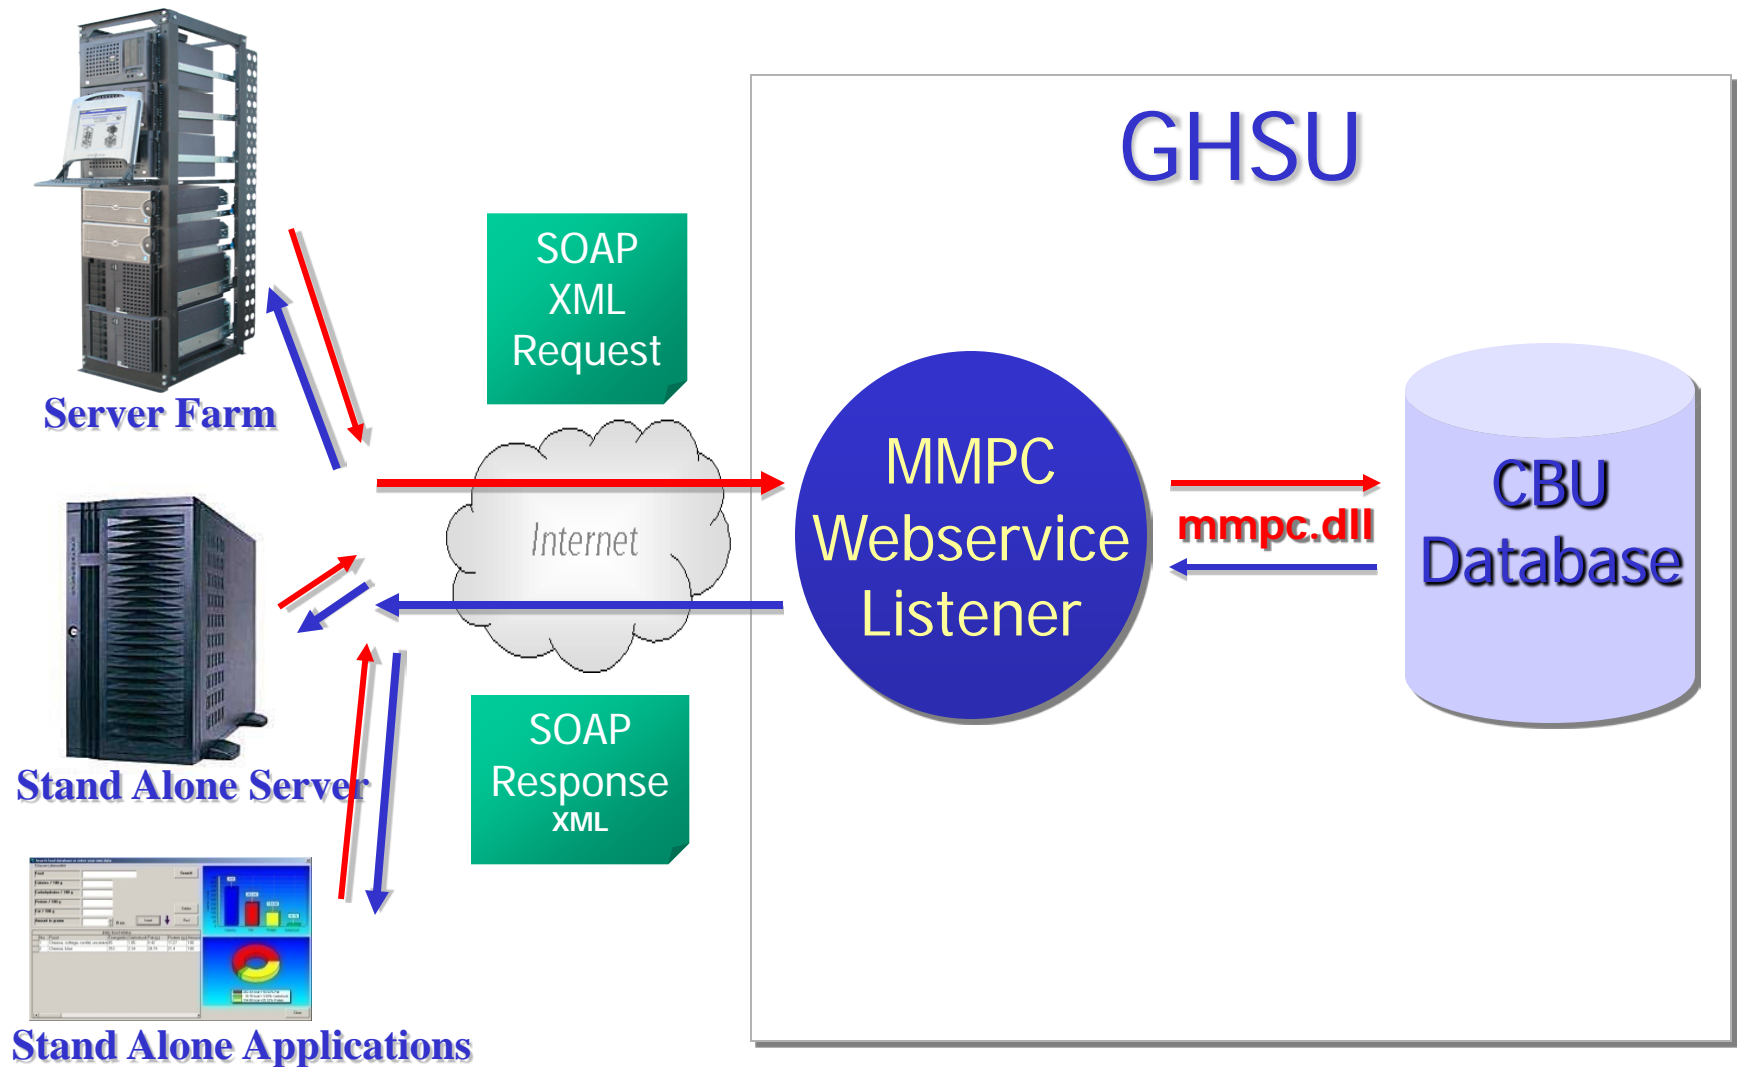 GHSU
SOAP
XML
Request
Server Farm
Internet
MMPC
Webservice
Listener
mmpc.dll
CBU
Database
Stand Alone Server
SOAP
Response
XML
Search
Stand Alone Applications